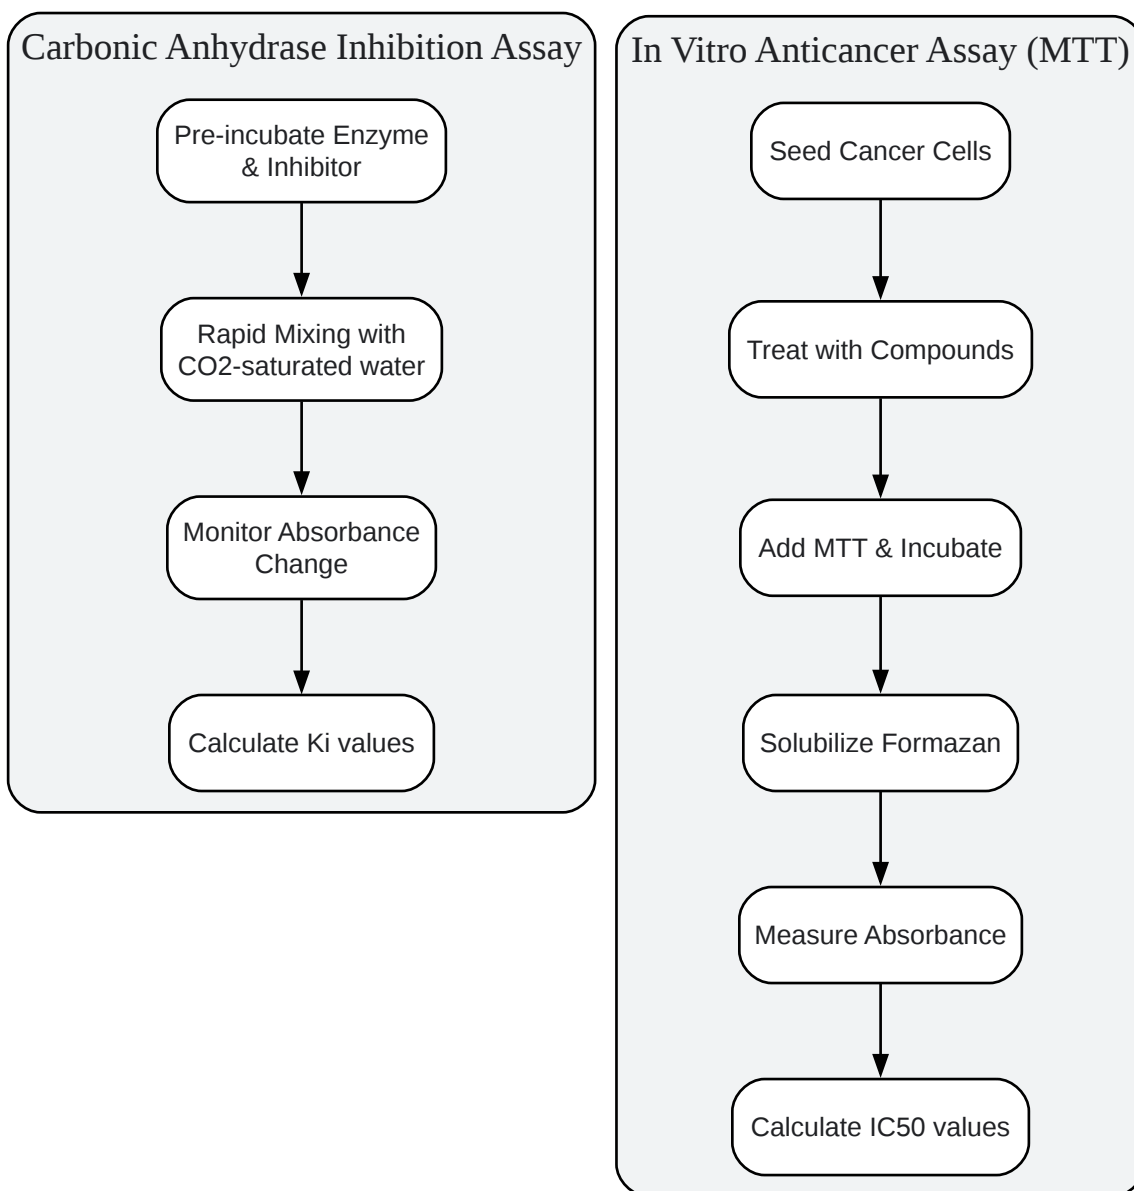 Carbonic Anhydrase Inhibition Assay
Pre-incubate Enzyme
& Inhibitor
Rapid Mixing with
CO2-saturated water
Monitor Absorbance
Change
Calculate Ki values
In Vitro Anticancer Assay (MTT)
Seed Cancer Cells
Treat with Compounds
Add MTT & Incubate
Solubilize Formazan
Measure Absorbance
Calculate IC50 values